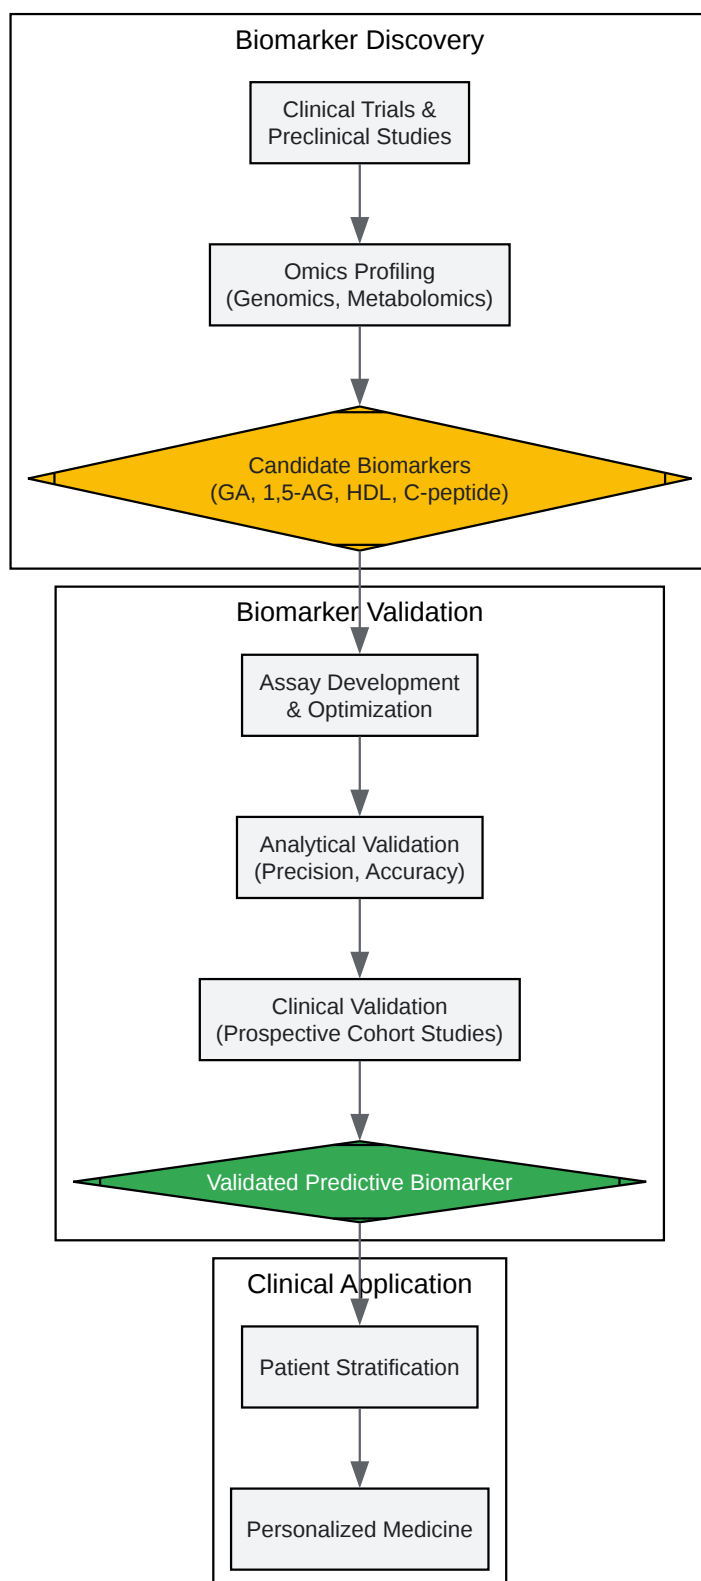 Biomarker Discovery
Clinical Trials &
Preclinical Studies
Omics Profiling
(Genomics, Metabolomics)
Candidate Biomarkers
(GA, 1,5-AG, HDL, C-peptide)
Biomarker Validation
Assay Development
& Optimization
Analytical Validation
(Precision, Accuracy)
Clinical Validation
(Prospective Cohort Studies)
Validated Predictive Biomarker
Clinical Application
Patient Stratification
Personalized Medicine